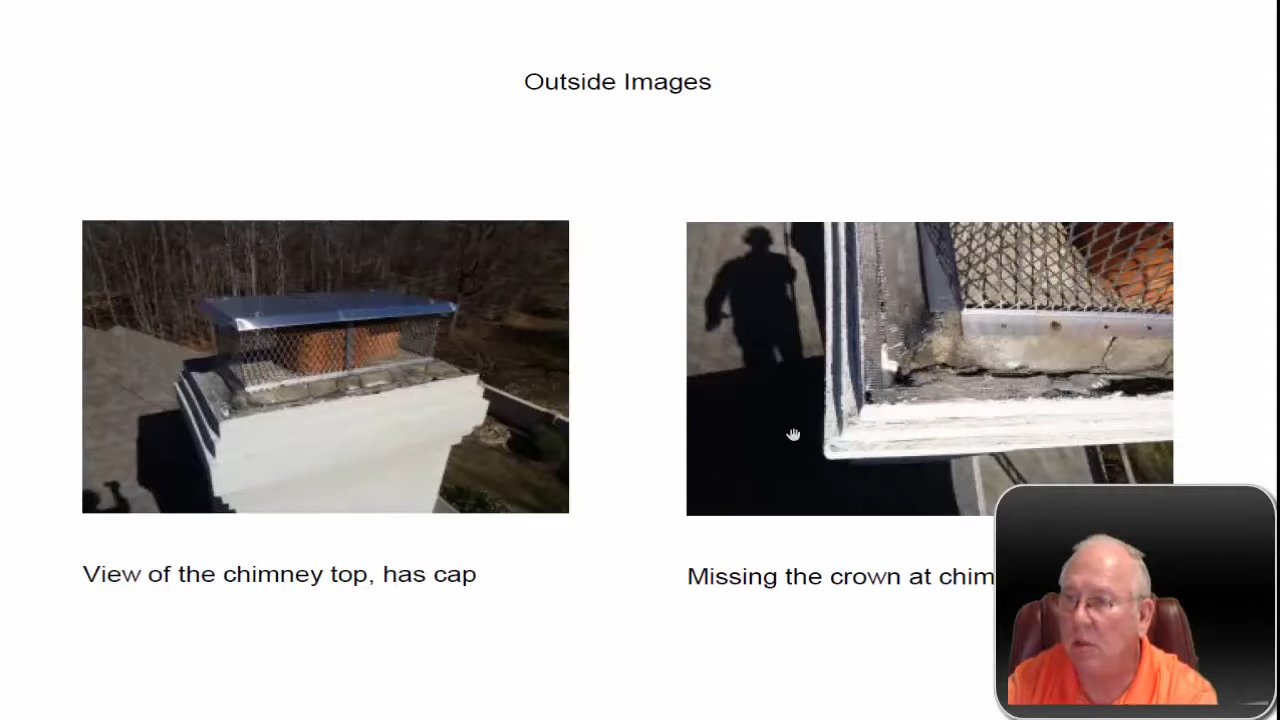 Outside Images
View of the chimney top, has cap
Missing the crown at chim